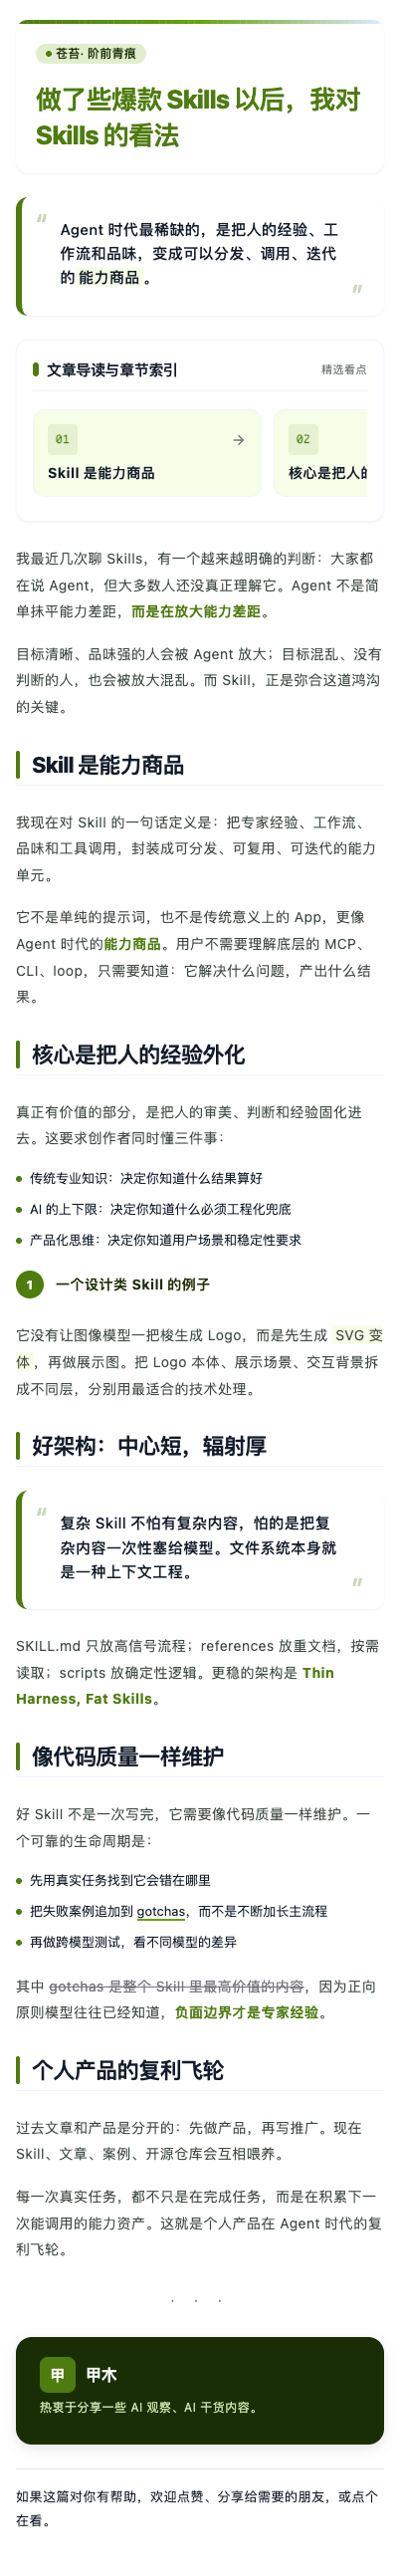 苍苔· 阶前青痕
做了些爆款 Skills 以后，我对
Skills 的看法
"
Agent 时代最稀缺的，是把人的经验、工
作流和品味，变成可以分发、调用、迭代
的 能力商品 。
"
文章导读与章节索引 精选看点
01 → 02
Skill 是能力商品 核心是把人的
我最近几次聊 Skills，有一个越来越明确的判断：大家都
在说 Agent，但大多数人还没真正理解它。Agent 不是简
单抹平能力差距，而是在放大能力差距。
目标清晰、品味强的人会被 Agent 放大；目标混乱、没有
判断的人，也会被放大混乱。而 Skill，正是弥合这道鸿沟
的关键。
Skill 是能力商品
我现在对 Skill 的一句话定义是：把专家经验、工作流、
品味和工具调用，封装成可分发、可复用、可迭代的能力
单元。
它不是单纯的提示词，也不是传统意义上的 App，更像
Agent 时代的能力商品。用户不需要理解底层的 MCP、
CLI、loop，只需要知道：它解决什么问题，产出什么结
果。
核心是把人的经验外化
真正有价值的部分，是把人的审美、判断和经验固化进
去。这要求创作者同时懂三件事：
传统专业知识：决定你知道什么结果算好
AI 的上下限：决定你知道什么必须工程化兜底
产品化思维：决定你知道用户场景和稳定性要求
1 一个设计类 Skill 的例子
它没有让图像模型一把梭生成 Logo，而是先生成 SVG 变
体 ，再做展示图。把 Logo 本体、展示场景、交互背景拆
成不同层，分别用最适合的技术处理。
好架构：中心短，辐射厚
"
复杂 Skill 不怕有复杂内容，怕的是把复
杂内容一次性塞给模型。文件系统本身就
是一种上下文工程。
"
SKILL.md 只放高信号流程；references 放重文档，按需
读取；scripts 放确定性逻辑。更稳的架构是 Thin
Harness, Fat Skills。
像代码质量一样维护
好 Skill 不是一次写完，它需要像代码质量一样维护。一
个可靠的生命周期是：
先用真实任务找到它会错在哪里
把失败案例追加到 gotchas，而不是不断加长主流程
再做跨模型测试，看不同模型的差异
其中 gotchas 是整个 Skill 里最高价值的内容，因为正向
原则模型往往已经知道，负面边界才是专家经验。
个人产品的复利飞轮
过去文章和产品是分开的：先做产品，再写推广。现在
Skill、文章、案例、开源仓库会互相喂养。
每一次真实任务，都不只是在完成任务，而是在积累下一
次能调用的能力资产。这就是个人产品在 Agent 时代的复
利飞轮。
· · ·
甲 甲木
热衷于分享一些 AI 观察、AI 干货内容。
如果这篇对你有帮助，欢迎点赞、分享给需要的朋友，或点个
在看。